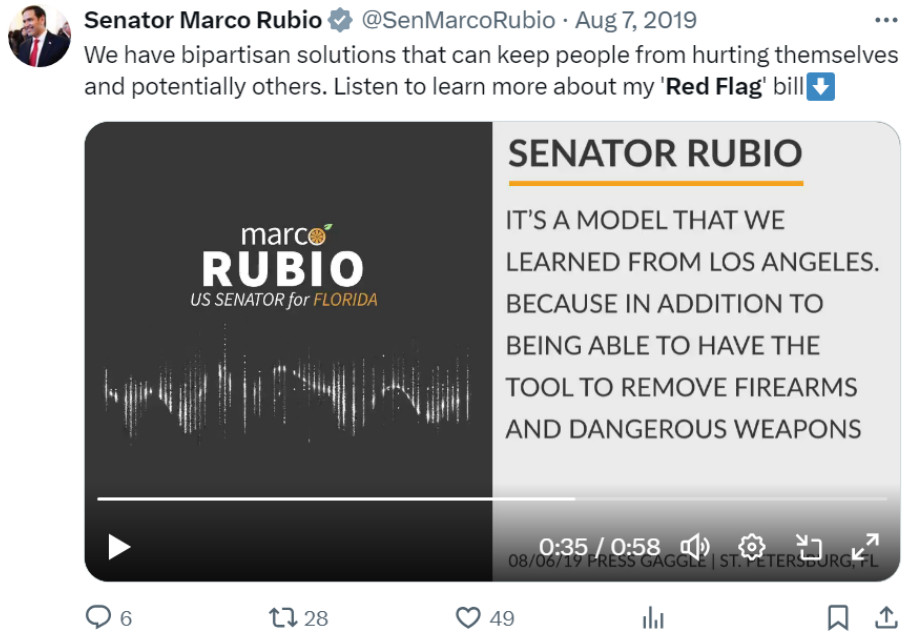 Senator Marco Rubio @SenMarcoRubio · Aug 7, 2019
We have bipartisan solutions that can keep people from hurting themselves
and potentially others. Listen to learn more about my 'Red Flag' bill
marco
RUBIO
US SENATOR for FLORIDA
SENATOR RUBIO
IT'S A MODEL THAT WE
LEARNED FROM LOS ANGELES.
BECAUSE IN ADDITION TO
BEING ABLE TO HAVE THE
TOOL TO REMOVE FIREARMS
AND DANGEROUS WEAPONS
0:35 / 0:58
08/06/19 PRESS GAGGLE | ST. PETERSBURG, FL
6
28
49